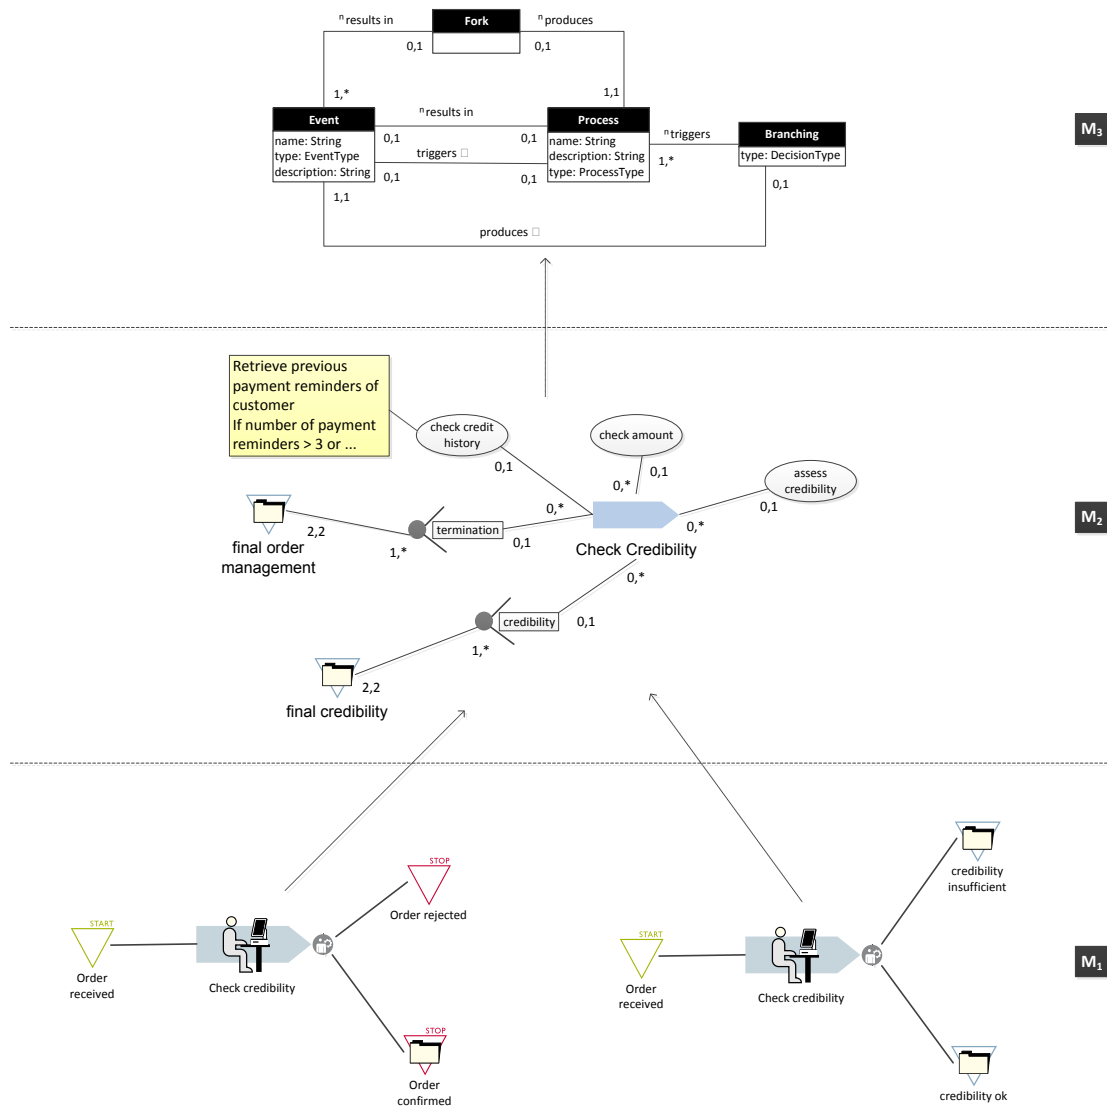 Fork
n results in
n produces
0,1
0,1
1,*
1,1
Event
name: String
type: EventType
description: String
n results in
0,1
0,1
triggers □
0,1
0,1
Process
name: String
description: String
type: ProcessType
n triggers
1,*
Branching
type: DecisionType
0,1
1,1
produces □
M3
Retrieve previous
payment reminders of
customer
If number of payment
reminders > 3 or ...
check credit
history
0,1
check amount
0,1
0,*
assess
credibility
0,1
0,*
0,*
final order
management
2,2
1,*
termination
0,1
Check Credibility
0,*
credibility
0,1
1,*
2,2
final credibility
M2
START
Order
received
Check credibility
STOP
Order rejected
STOP
Order
confirmed
START
Order
received
Check credibility
credibility
insufficient
credibility ok
M1